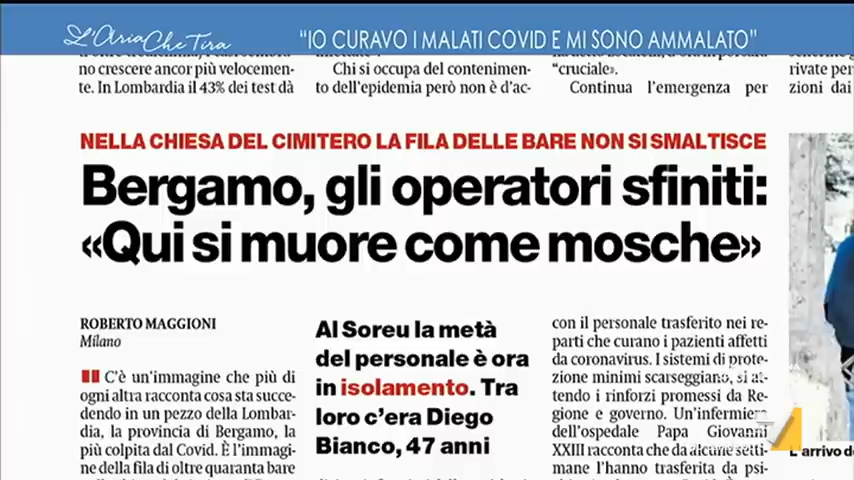 L'Aria Che Tira
"IO CURAVO I MALATI COVID E MI SONO AMMALATO"
no crescere ancor più velocemen-
te. In Lombardia il 43% dei test dà
Chi si occupa del contenimen-
to dell'epidemia però non è d'ac-
"cruciale».
Continua l'emergenza per
private per
zioni dai
NELLA CHIESA DEL CIMITERO LA FILA DELLE BARE NON SI SMALTISCE
Bergamo, gli operatori sfiniti:
«Qui si muore come mosche»
ROBERTO MAGGIONI
Milano
C'è un'immagine che più di
ogni altra racconta cosa sta succe-
dendo in un pezzo della Lombar-
dia, la provincia di Bergamo, la
più colpita dal Covid. È l'immagi-
ne della fila di oltre quaranta bare
Al Soreu la metà
del personale è ora
in isolamento. Tra
loro c'era Diego
Bianco, 47 anni
con il personale trasferito nei re-
parti che curano i pazienti affetti
da coronavirus. I sistemi di prote-
zione minimi scarseggiano, si at-
tendo i rinforzi promessi da Re-
gione e governo. Un'infermiere
dell'ospedale Papa Giovanni
XXIII racconta che da alcune setti-
mane l'hanno trasferita da psi-
L'arrivo de
7